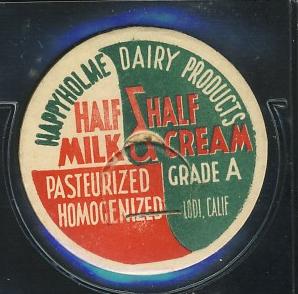 HAPPYHOLME DAIRY PRODUCTS
HALF & HALF
MILK CREAM
PASTEURIZED GRADE A
HOMOGENIZED LODI, CALIF